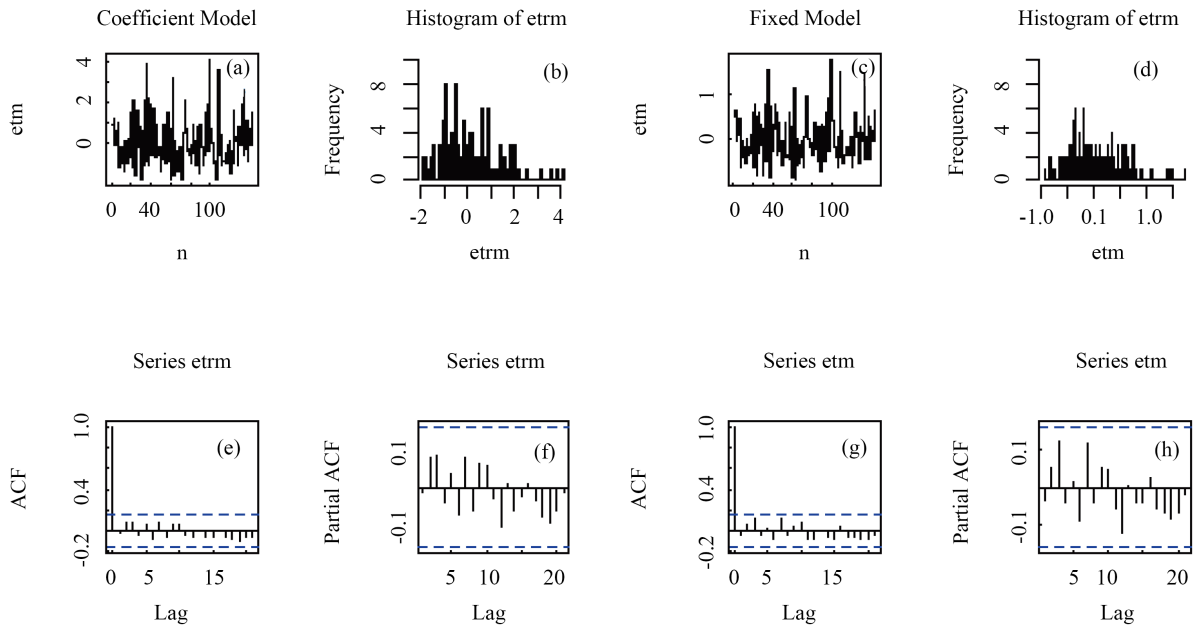 Coefficient Model
Histogram of etrm
Fixed Model
Histogram of etrm
(a)
(b)
(c)
(d)
etm
4
2
0
0 40 100
n
Frequency
8
4
0
-2 0 2 4
etrm
etm
1
0
0 40 100
n
Frequency
8
4
0
-1.0 0.1 1.0
etm
Series etrm
Series etrm
Series etm
Series etm
(e)
(f)
(g)
(h)
ACF
1.0
0.4
-0.2
0 5 15
Lag
Partial ACF
0.1
-0.1
5 10 20
Lag
ACF
1.0
0.4
-0.2
0 5 15
Lag
Partial ACF
0.1
-0.1
5 10 20
Lag